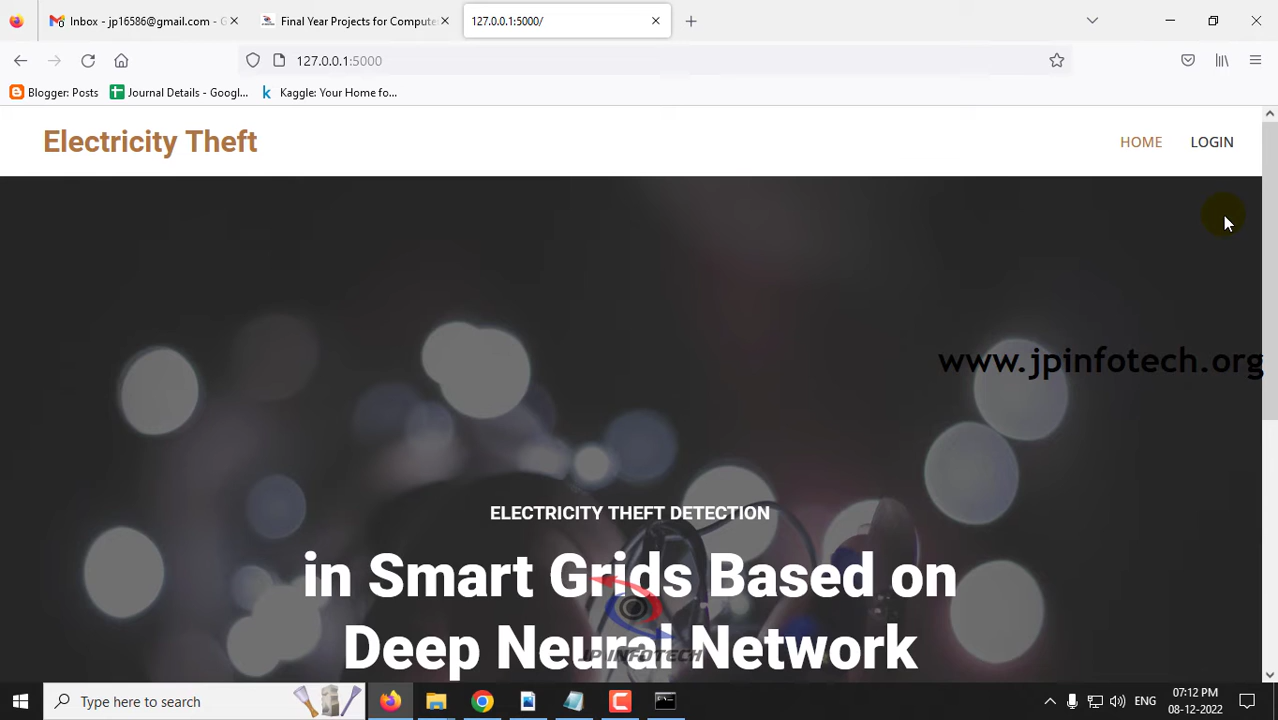 Inbox - jp16586@gmail.com - G
Final Year Projects for Compute
127.0.0.1:5000/
127.0.0.1:5000
Blogger: Posts
Journal Details - Googl...
Kaggle: Your Home fo...
Electricity Theft
HOME
LOGIN
www.jpinfotech.org
ELECTRICITY THEFT DETECTION
in Smart Grids Based on
Deep Neural Network
JP INFOTECH
Type here to search
ENG
07:12 PM
08-12-2022